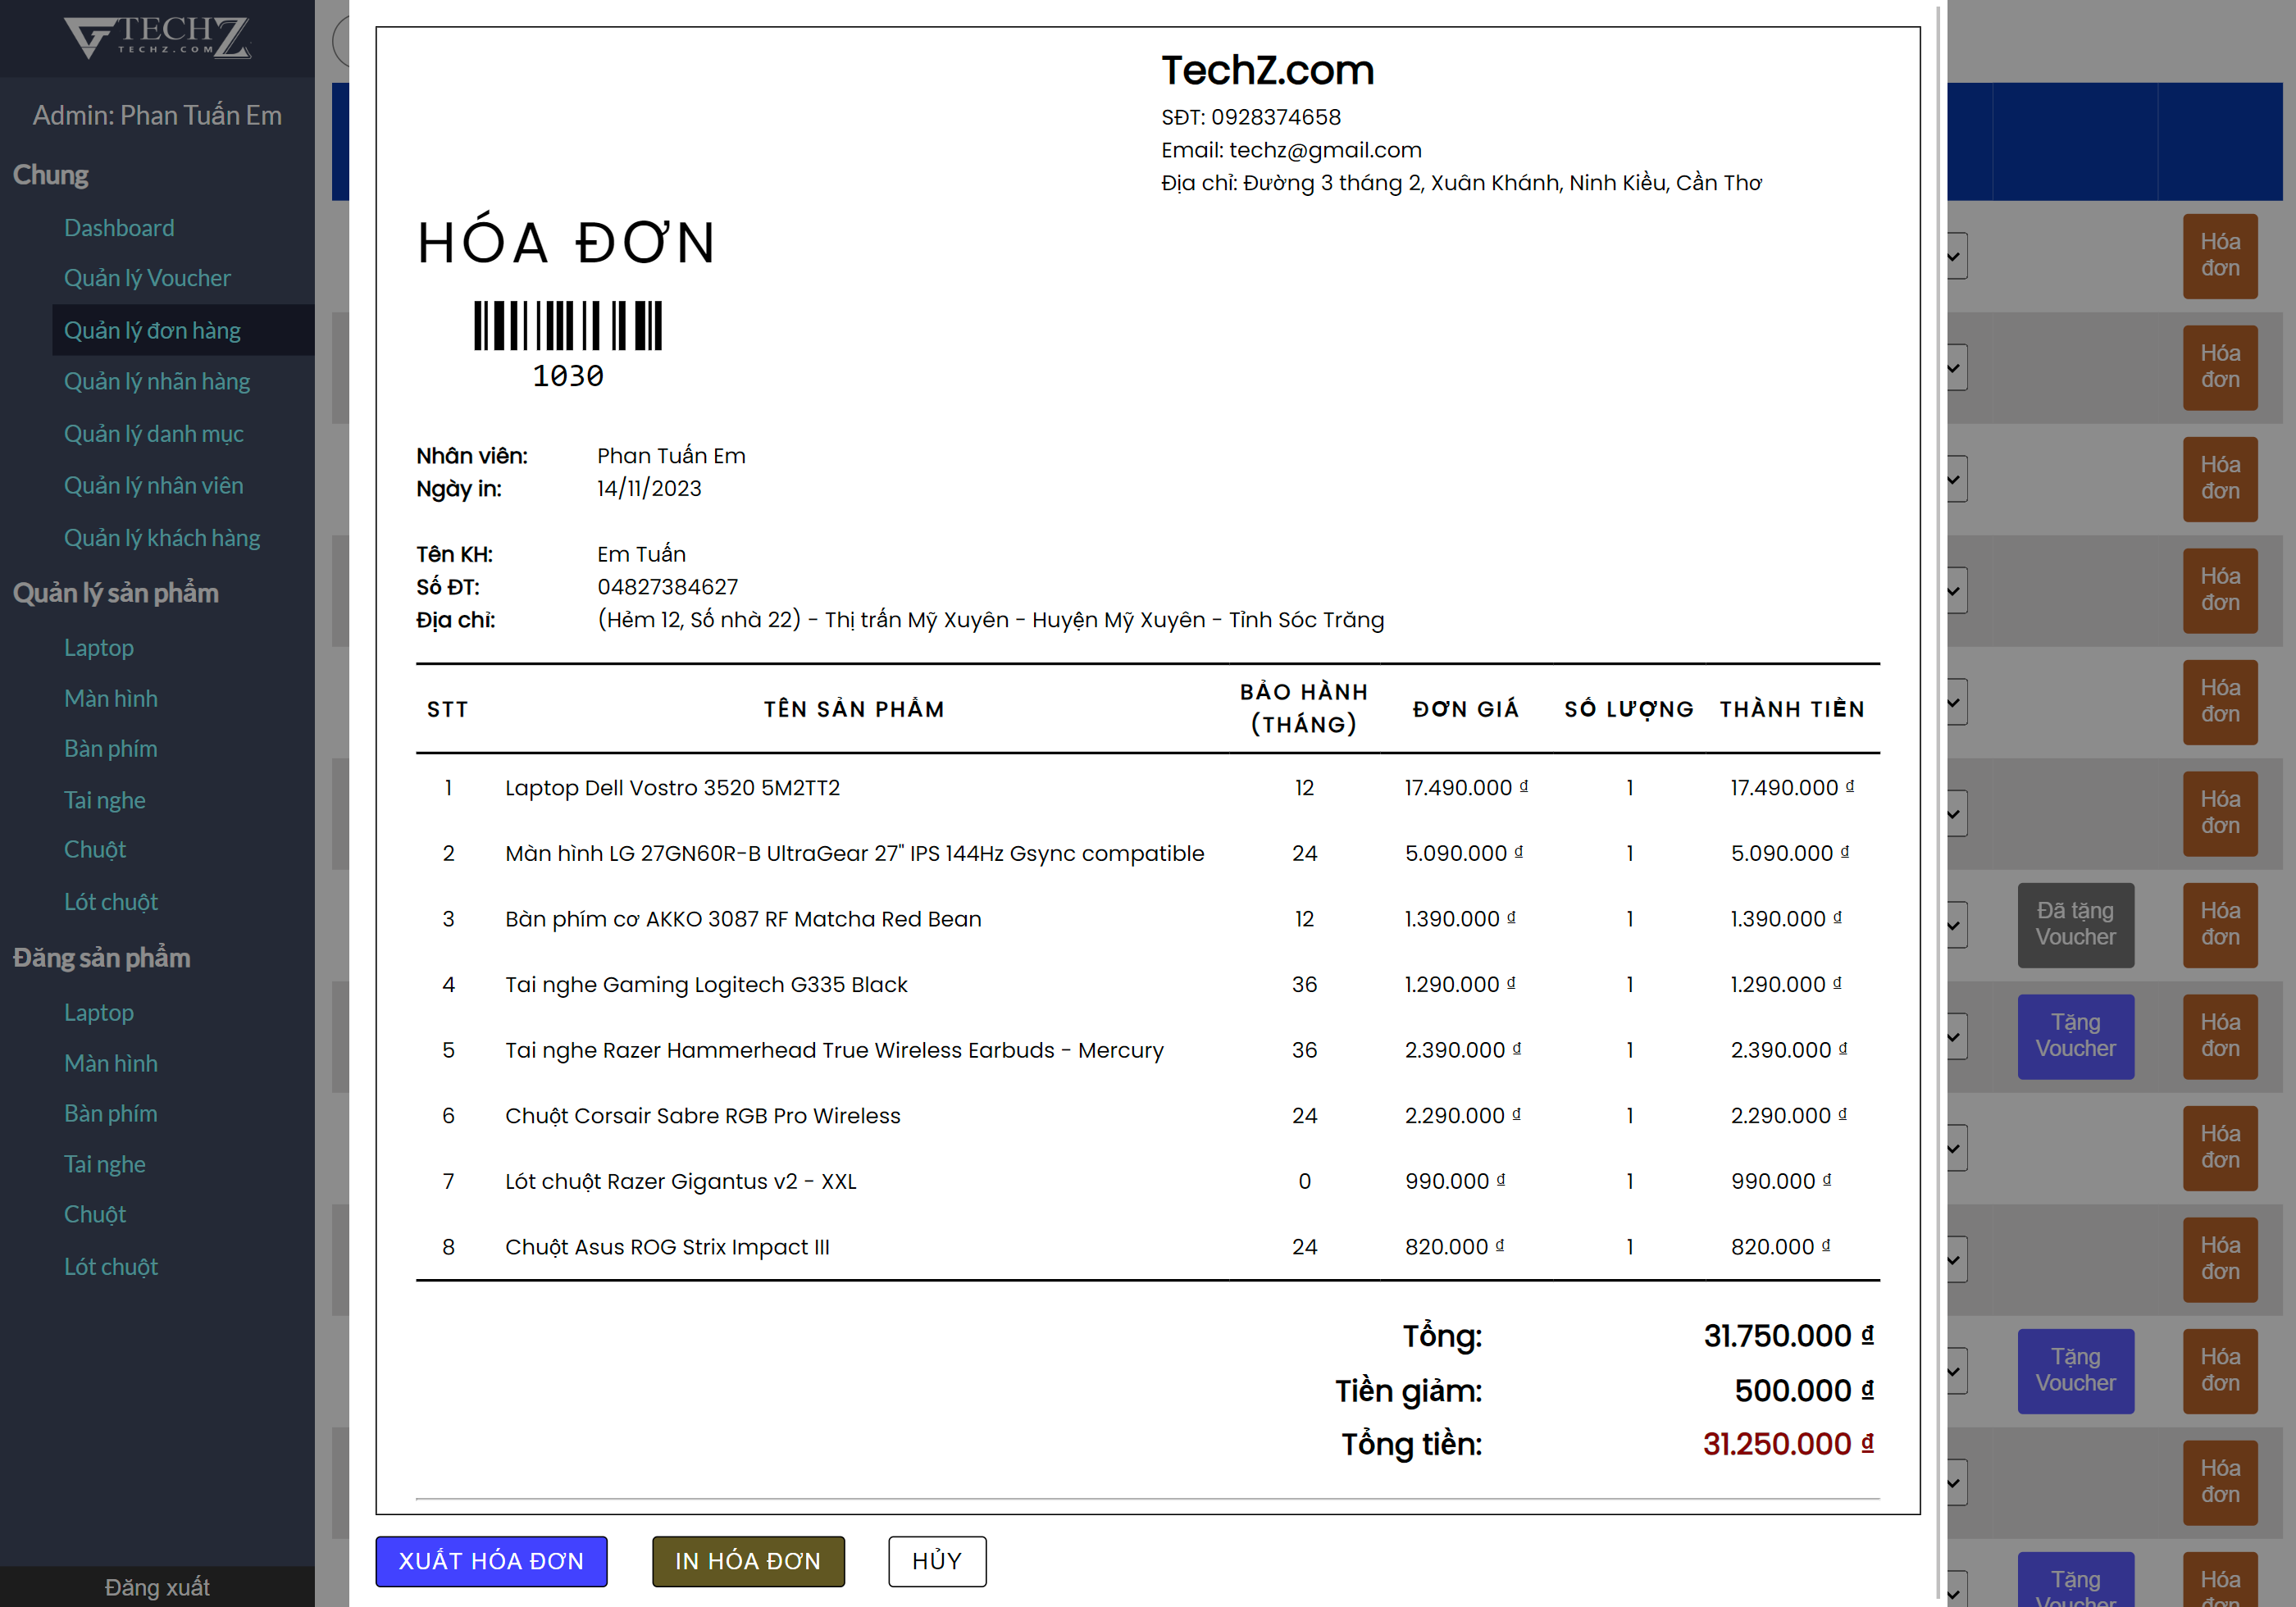 TECHZ
TECHZ.COM
Admin: Phan Tuấn Em
Chung
Dashboard
Quản lý Voucher
Quản lý đơn hàng
Quản lý nhãn hàng
Quản lý danh mục
Quản lý nhân viên
Quản lý khách hàng
Quản lý sản phẩm
Laptop
Màn hình
Bàn phím
Tai nghe
Chuột
Lót chuột
Đăng sản phẩm
Laptop
Màn hình
Bàn phím
Tai nghe
Chuột
Lót chuột
Đăng xuất
TechZ.com
SĐT: 0928374658
Email: techz@gmail.com
Địa chỉ: Đường 3 tháng 2, Xuân Khánh, Ninh Kiều, Cần Thơ
HÓA ĐƠN
1030
Nhân viên: Phan Tuấn Em
Ngày in: 14/11/2023
Tên KH: Em Tuấn
Số ĐT: 04827384627
Địa chỉ: (Hẻm 12, Số nhà 22) - Thị trấn Mỹ Xuyên - Huyện Mỹ Xuyên - Tỉnh Sóc Trăng
STT TÊN SẢN PHẨM BẢO HÀNH (THÁNG) ĐƠN GIÁ SỐ LƯỢNG THÀNH TIỀN
1 Laptop Dell Vostro 3520 5M2TT2 12 17.490.000 ₫ 1 17.490.000 ₫
2 Màn hình LG 27GN60R-B UltraGear 27" IPS 144Hz Gsync compatible 24 5.090.000 ₫ 1 5.090.000 ₫
3 Bàn phím cơ AKKO 3087 RF Matcha Red Bean 12 1.390.000 ₫ 1 1.390.000 ₫
4 Tai nghe Gaming Logitech G335 Black 36 1.290.000 ₫ 1 1.290.000 ₫
5 Tai nghe Razer Hammerhead True Wireless Earbuds - Mercury 36 2.390.000 ₫ 1 2.390.000 ₫
6 Chuột Corsair Sabre RGB Pro Wireless 24 2.290.000 ₫ 1 2.290.000 ₫
7 Lót chuột Razer Gigantus v2 - XXL 0 990.000 ₫ 1 990.000 ₫
8 Chuột Asus ROG Strix Impact III 24 820.000 ₫ 1 820.000 ₫
Tổng: 31.750.000 ₫
Tiền giảm: 500.000 ₫
Tổng tiền: 31.250.000 ₫
XUẤT HÓA ĐƠN IN HÓA ĐƠN HỦY
Hóa
đơn
Hóa
đơn
Hóa
đơn
Hóa
đơn
Hóa
đơn
Hóa
đơn
Đã tặng Hóa
Voucher đơn
Tặng Hóa
Voucher đơn
Hóa
đơn
Hóa
đơn
Tặng Hóa
Voucher đơn
Hóa
đơn
Tặng Hóa
Voucher đơn